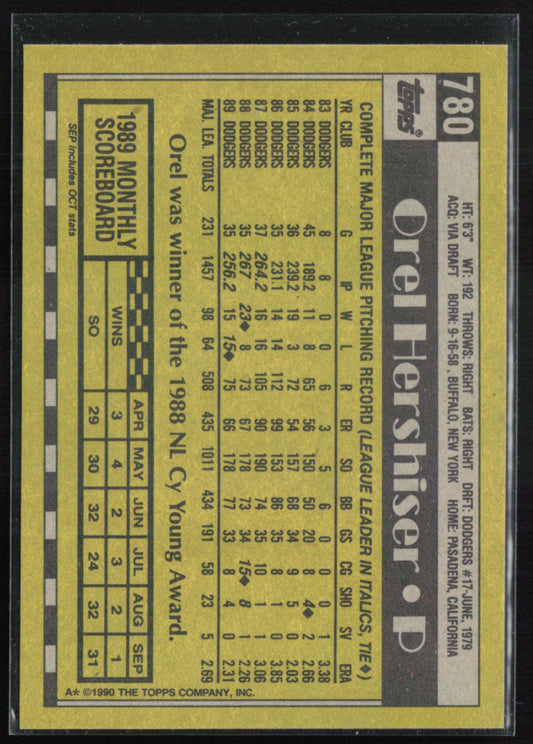 780
Topps
Orel Hershiser • P
HT: 6'3" WT: 192 THROWS: RIGHT BATS: RIGHT DRFT: DODGERS #17-JUNE, 1979
ACQ: VIA DRAFT BORN: 9-16-58, BUFFALO, NEW YORK HOME: PASADENA, CALIFORNIA
COMPLETE MAJOR LEAGUE PITCHING RECORD (LEAGUE LEADER IN ITALICS, TIE♦)
YR CLUB G IP W L R ER SO BB GS CG SHO SV ERA
83 DODGERS 8 8 0 0 6 3 5 6 0 0 0 1 3.38
84 DODGERS 45 189.2 11 8 65 56 150 50 20 8 4♦ 2 2.66
85 DODGERS 36 239.2 19 3 72 54 157 68 34 9 5 0 2.03
86 DODGERS 35 231.1 14 14 112 99 153 86 35 8 1 0 3.85
87 DODGERS 37 264.2 16 16 105 90 190 74 35 10 1 1 3.06
88 DODGERS 35 267 23♦ 8 73 67 178 73 34 15♦ 8 1 2.26
89 DODGERS 35 256.2 15 15♦ 75 66 178 77 33 8 4 0 2.31
MAJ. LEA. TOTALS 231 1457 98 64 508 435 1011 434 191 58 23 5 2.69
Orel was winner of the 1988 NL Cy Young Award.
1989 MONTHLY
SCOREBOARD
APR MAY JUN JUL AUG SEP
WINS 3 4 2 3 2 1
SO 29 30 32 24 32 31
SEP includes OCT stats
A* ©1990 THE TOPPS COMPANY, INC.